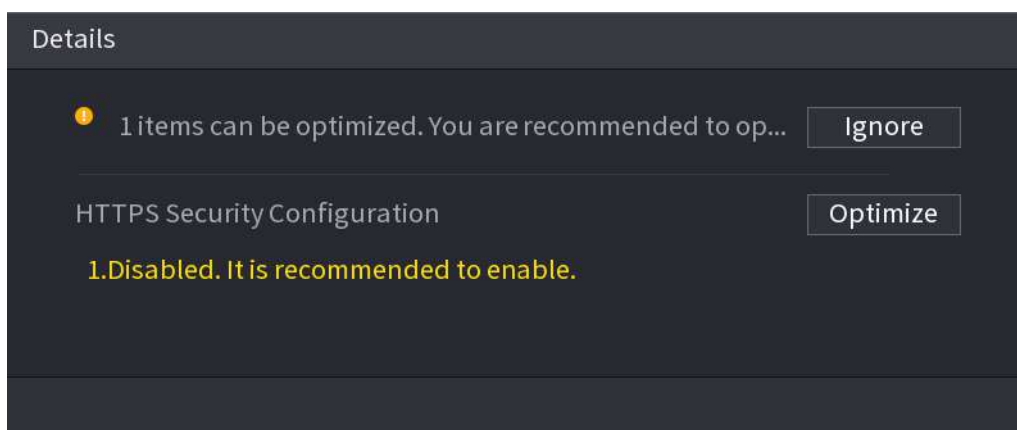 Details
1 items can be optimized. You are recommended to op... Ignore
HTTPS Security Configuration Optimize
1.Disabled. It is recommended to enable.